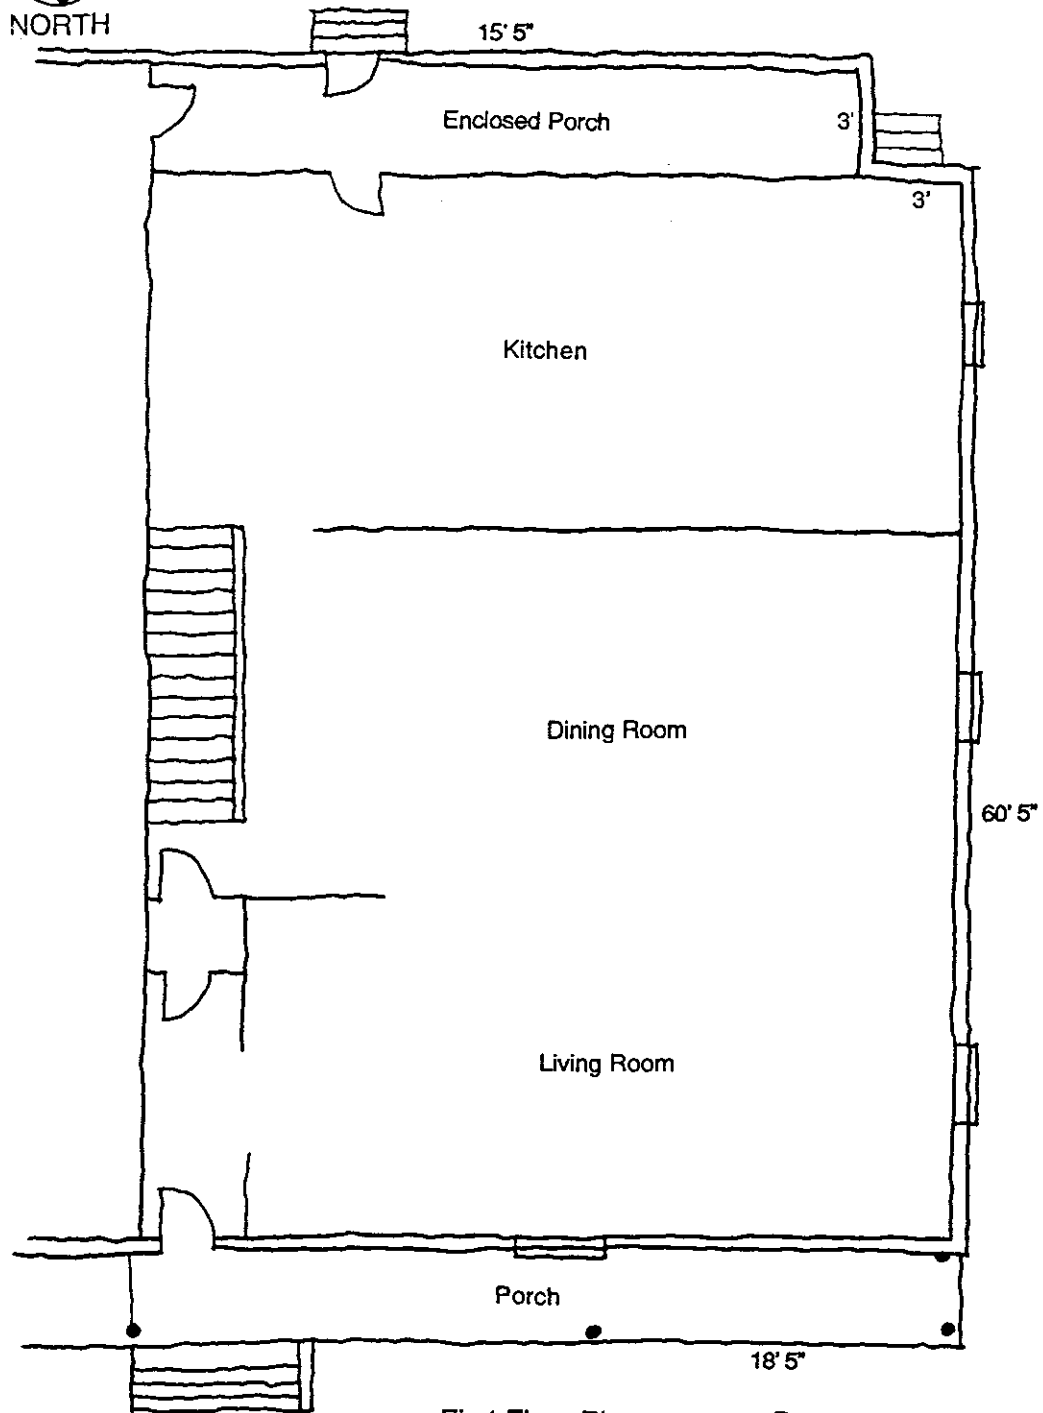 NORTH
15' 5"
Enclosed Porch
3'
3'
Kitchen
Dining Room
60' 5"
Living Room
Porch
18' 5"